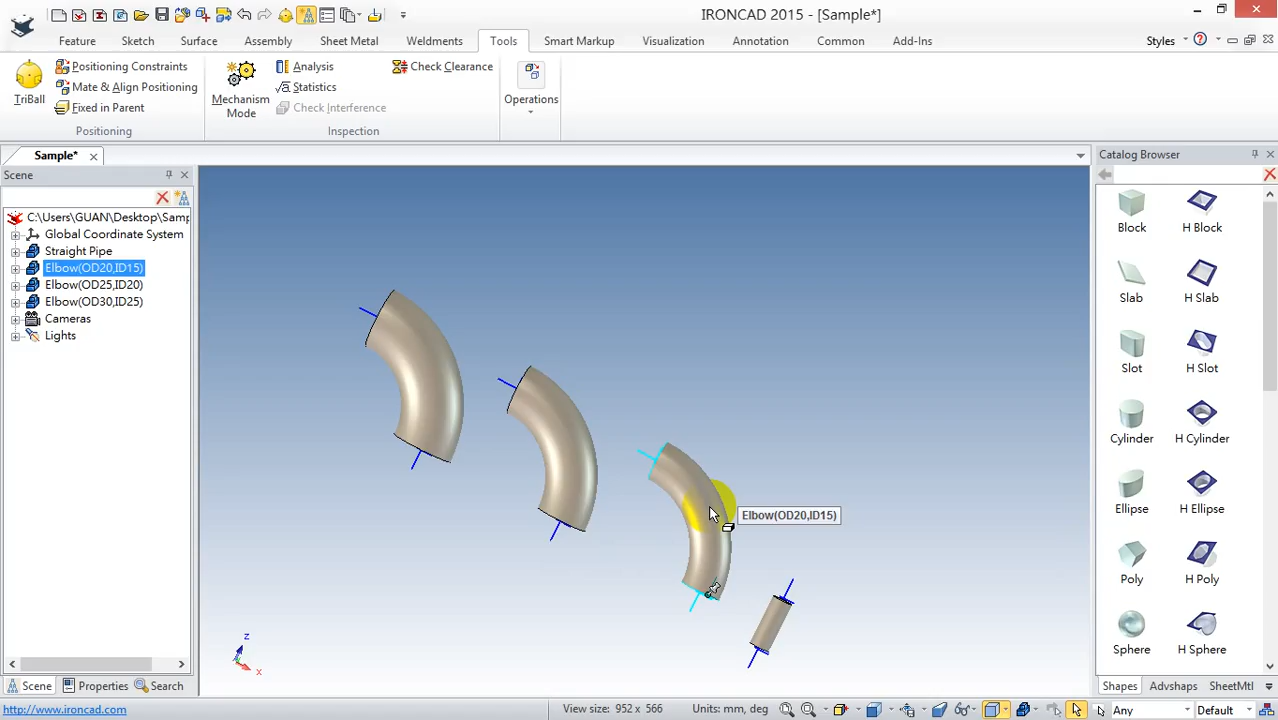 IRONCAD 2015 - [Sample*]
Feature Sketch Surface Assembly Sheet Metal Weldments Tools Smart Markup Visualization Annotation Common Add-Ins Styles
TriBall
Positioning Constraints
Mate & Align Positioning
Fixed in Parent
Positioning
Mechanism Mode
Analysis
Statistics
Check Interference
Check Clearance
Inspection
Operations
Sample*
Scene
C:\Users\GUAN\Desktop\Samp
Global Coordinate System
Straight Pipe
Elbow(OD20,ID15)
Elbow(OD25,ID20)
Elbow(OD30,ID25)
Cameras
Lights
Scene Properties Search
Elbow(OD20,ID15)
z
x
Catalog Browser
Block H Block
Slab H Slab
Slot H Slot
Cylinder H Cylinder
Ellipse H Ellipse
Poly H Poly
Sphere H Sphere
Shapes Advshaps SheetMtl
http://www.ironcad.com
View size: 952 x 566
Units: mm, deg
Any
Default